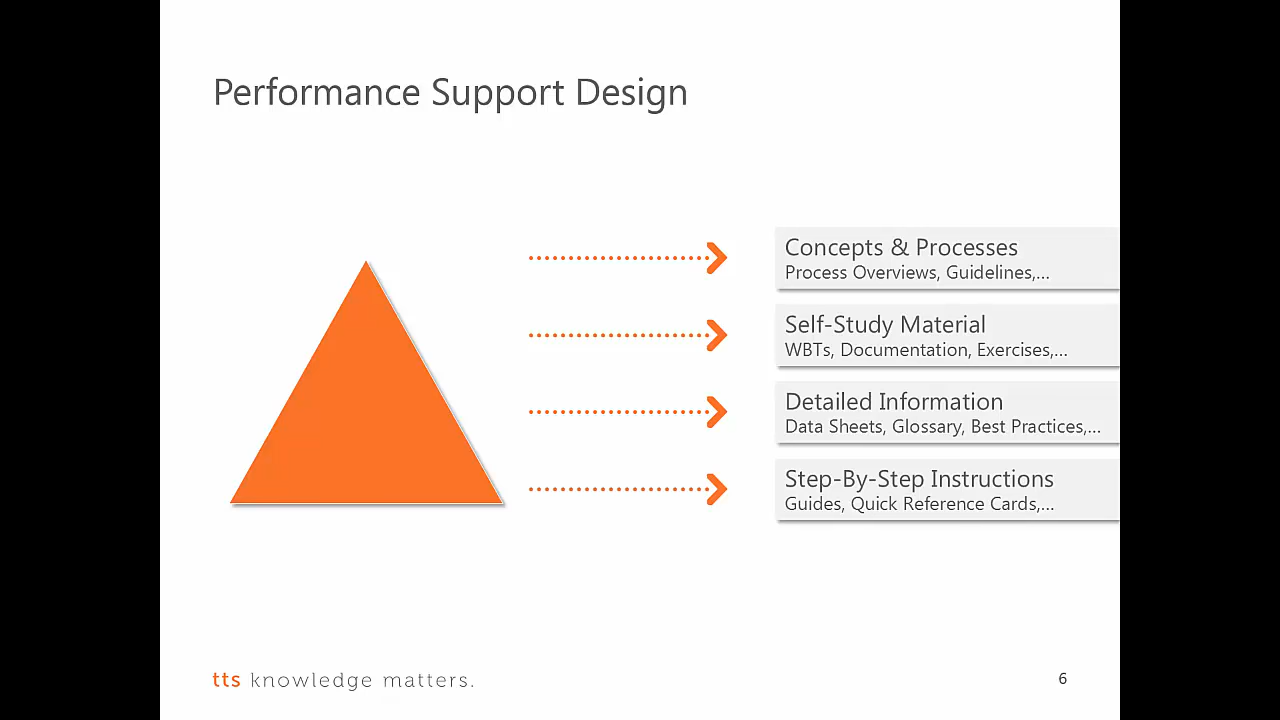 Performance Support Design
Concepts & Processes
Process Overviews, Guidelines,...
Self-Study Material
WBTs, Documentation, Exercises,...
Detailed Information
Data Sheets, Glossary, Best Practices,...
Step-By-Step Instructions
Guides, Quick Reference Cards,...
tts knowledge matters.
6